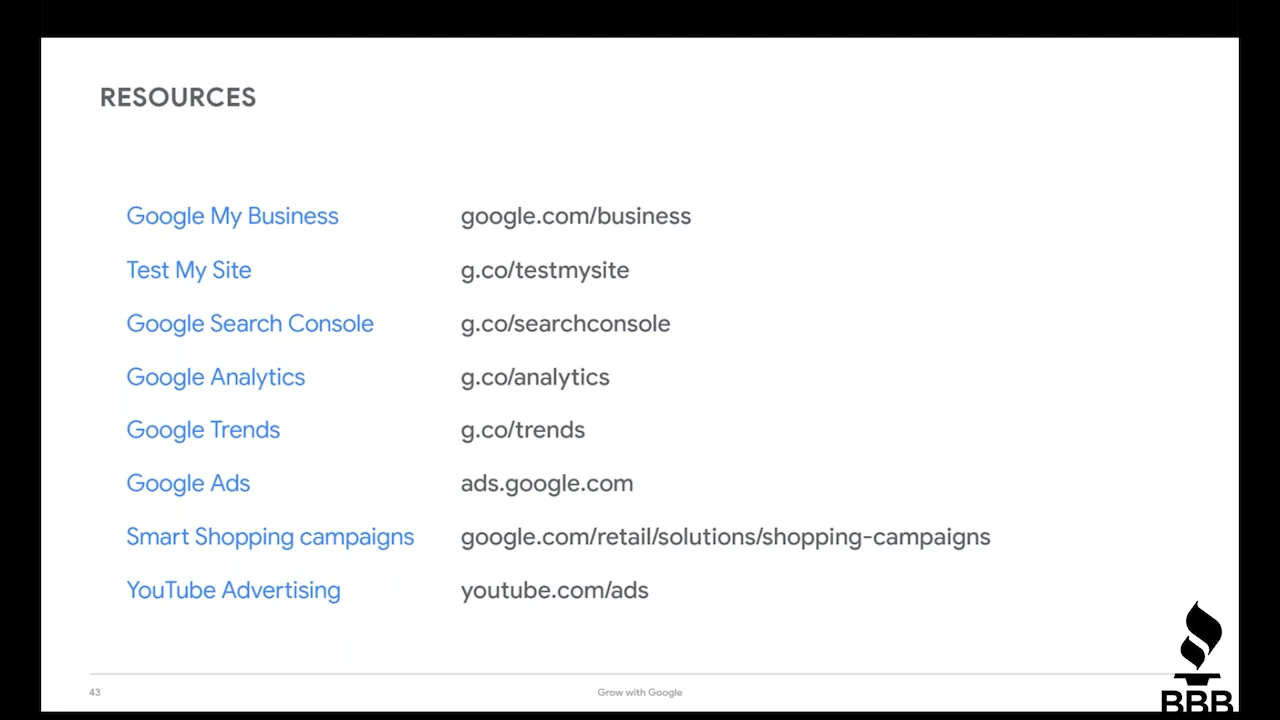 RESOURCES
Google My Business google.com/business
Test My Site g.co/testmysite
Google Search Console g.co/searchconsole
Google Analytics g.co/analytics
Google Trends g.co/trends
Google Ads ads.google.com
Smart Shopping campaigns google.com/retail/solutions/shopping-campaigns
YouTube Advertising youtube.com/ads
43 Grow with Google
BBB